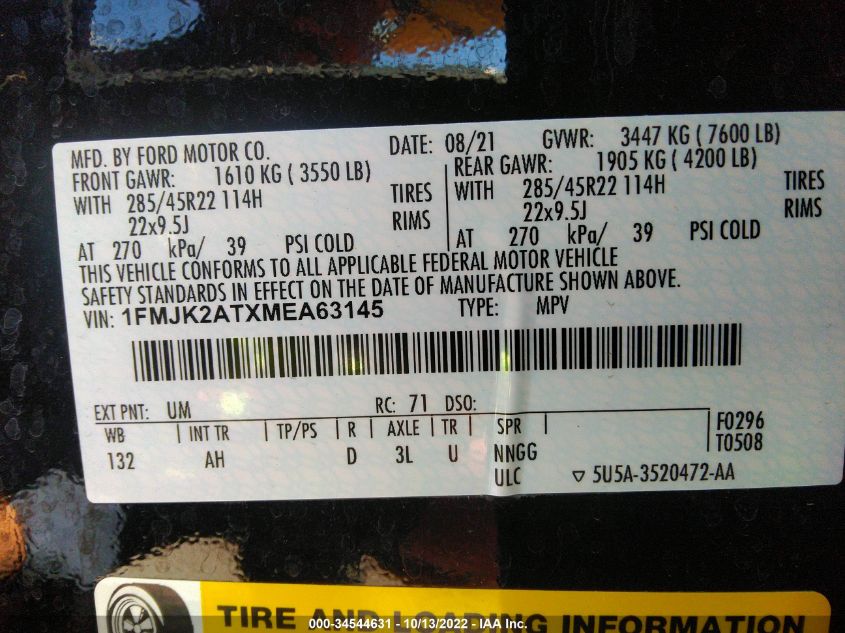 MFD. BY FORD MOTOR CO. DATE: 08/21 GVWR: 3447 KG ( 7600 LB)
FRONT GAWR: 1610 KG ( 3550 LB) REAR GAWR: 1905 KG ( 4200 LB)
WITH 285/45R22 114H TIRES WITH 285/45R22 114H TIRES
22x9.5J RIMS 22x9.5J RIMS
AT 270 kPa/ 39 PSI COLD AT 270 kPa/ 39 PSI COLD
THIS VEHICLE CONFORMS TO ALL APPLICABLE FEDERAL MOTOR VEHICLE
SAFETY STANDARDS IN EFFECT ON THE DATE OF MANUFACTURE SHOWN ABOVE.
VIN: 1FMJK2ATXMEA63145 TYPE: MPV
EXT PNT: UM RC: 71 DSO:
WB INT TR TP/PS R AXLE TR SPR F0296
132 AH D 3L U NNGG T0508
ULC ▽ 5U5A-3520472-AA
TIRE AND LOADING INFORMATION
000-34544631 - 10/13/2022 - IAA Inc.